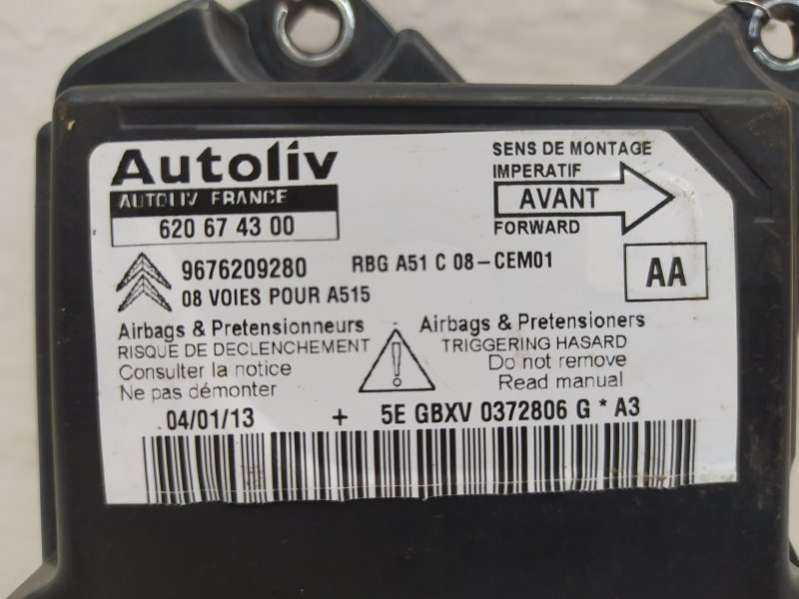 Autoliv
AUTOLIV FRANCE
620 67 43 00
SENS DE MONTAGE
IMPERATIF
AVANT
FORWARD
9676209280 RBG A51 C 08-CEM01
08 VOIES POUR A515
AA
Airbags & Pretensionneurs
RISQUE DE DECLENCHEMENT
Consulter la notice
Ne pas démonter
Airbags & Pretensioners
TRIGGERING HASARD
Do not remove
Read manual
04/01/13 + 5E GBXV 0372806 G * A3